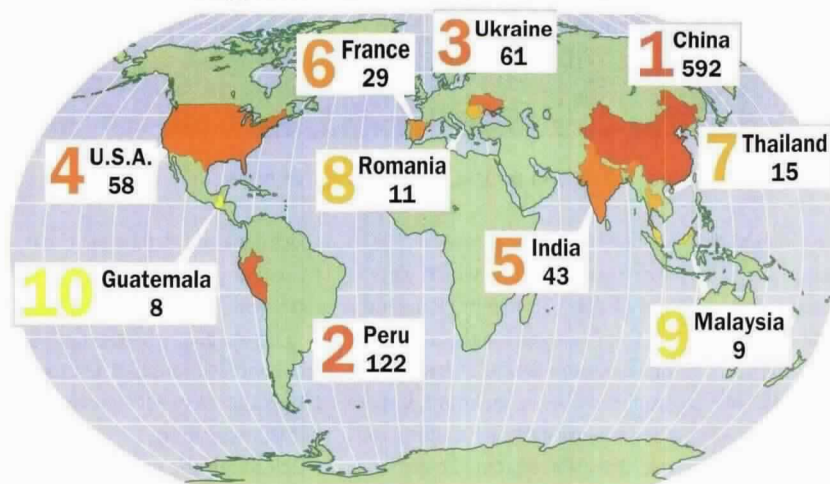 1 China
592
2 Peru
122
3 Ukraine
61
4 U.S.A.
58
5 India
43
6 France
29
7 Thailand
15
8 Romania
11
9 Malaysia
9
10 Guatemala
8